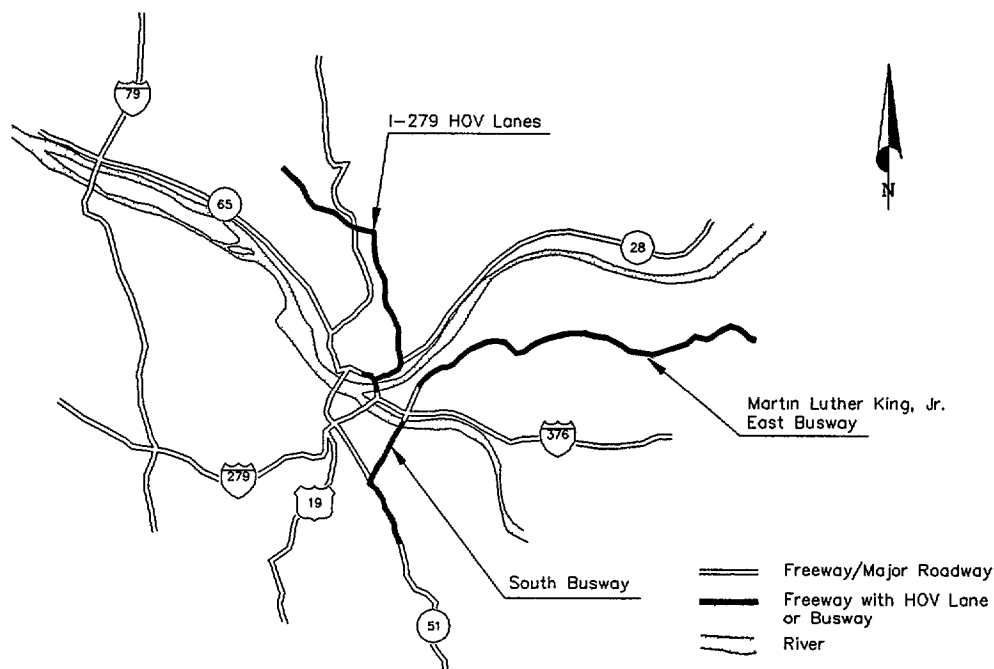 79
I-279 HOV Lanes
N
65
28
Martin Luther King, Jr.
East Busway
376
279
19
South Busway
51
Freeway/Major Roadway
Freeway with HOV Lane
or Busway
River